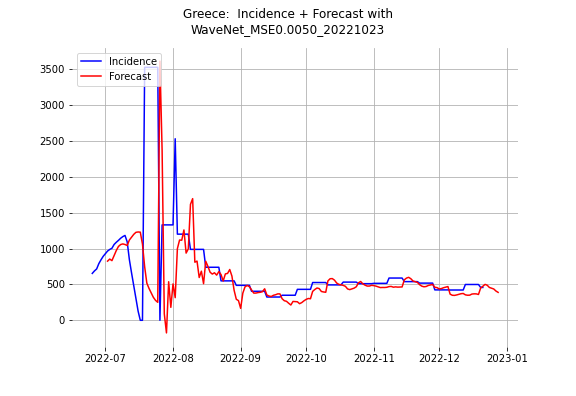 Greece:  Incidence + Forecast with
WaveNet_MSE0.0050_20221023
Incidence
Forecast
3500
3000
2500
2000
1500
1000
500
0
2022-07 2022-08 2022-09 2022-10 2022-11 2022-12 2023-01